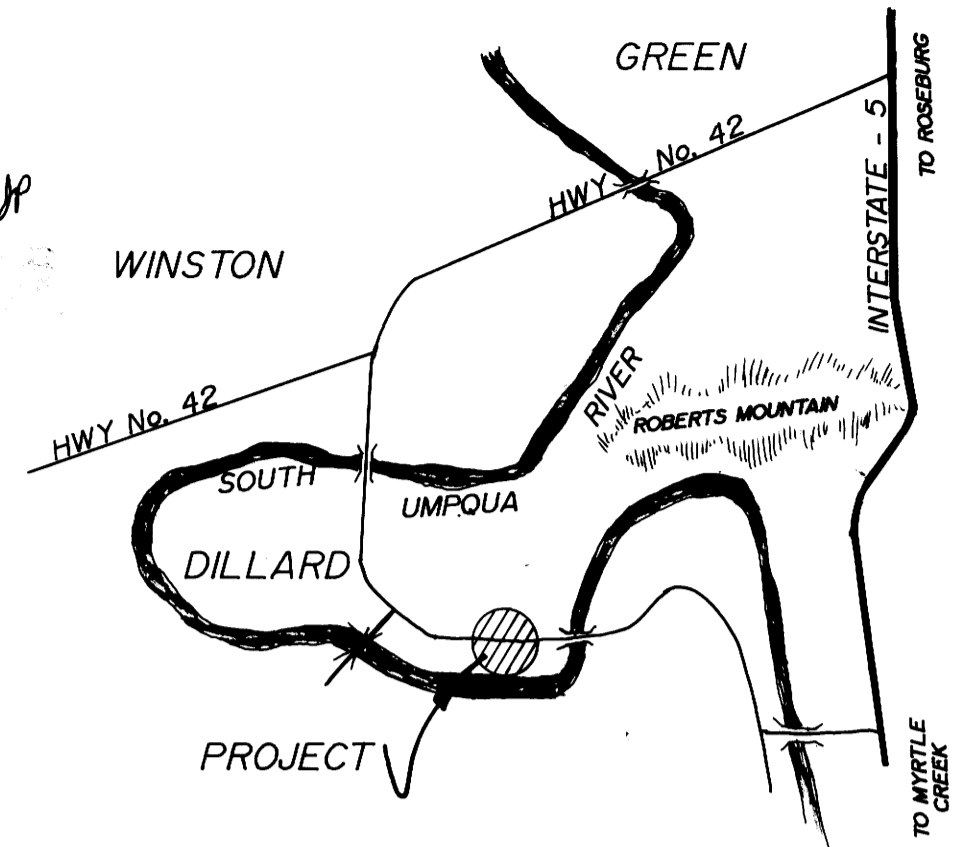 GREEN
TO ROSEBURG
HWY No. 42
INTERSTATE - 5
WINSTON
HWY No. 42
RIVER
ROBERTS MOUNTAIN
SOUTH
UMPQUA
DILLARD
PROJECT
TO MYRTLE
CREEK